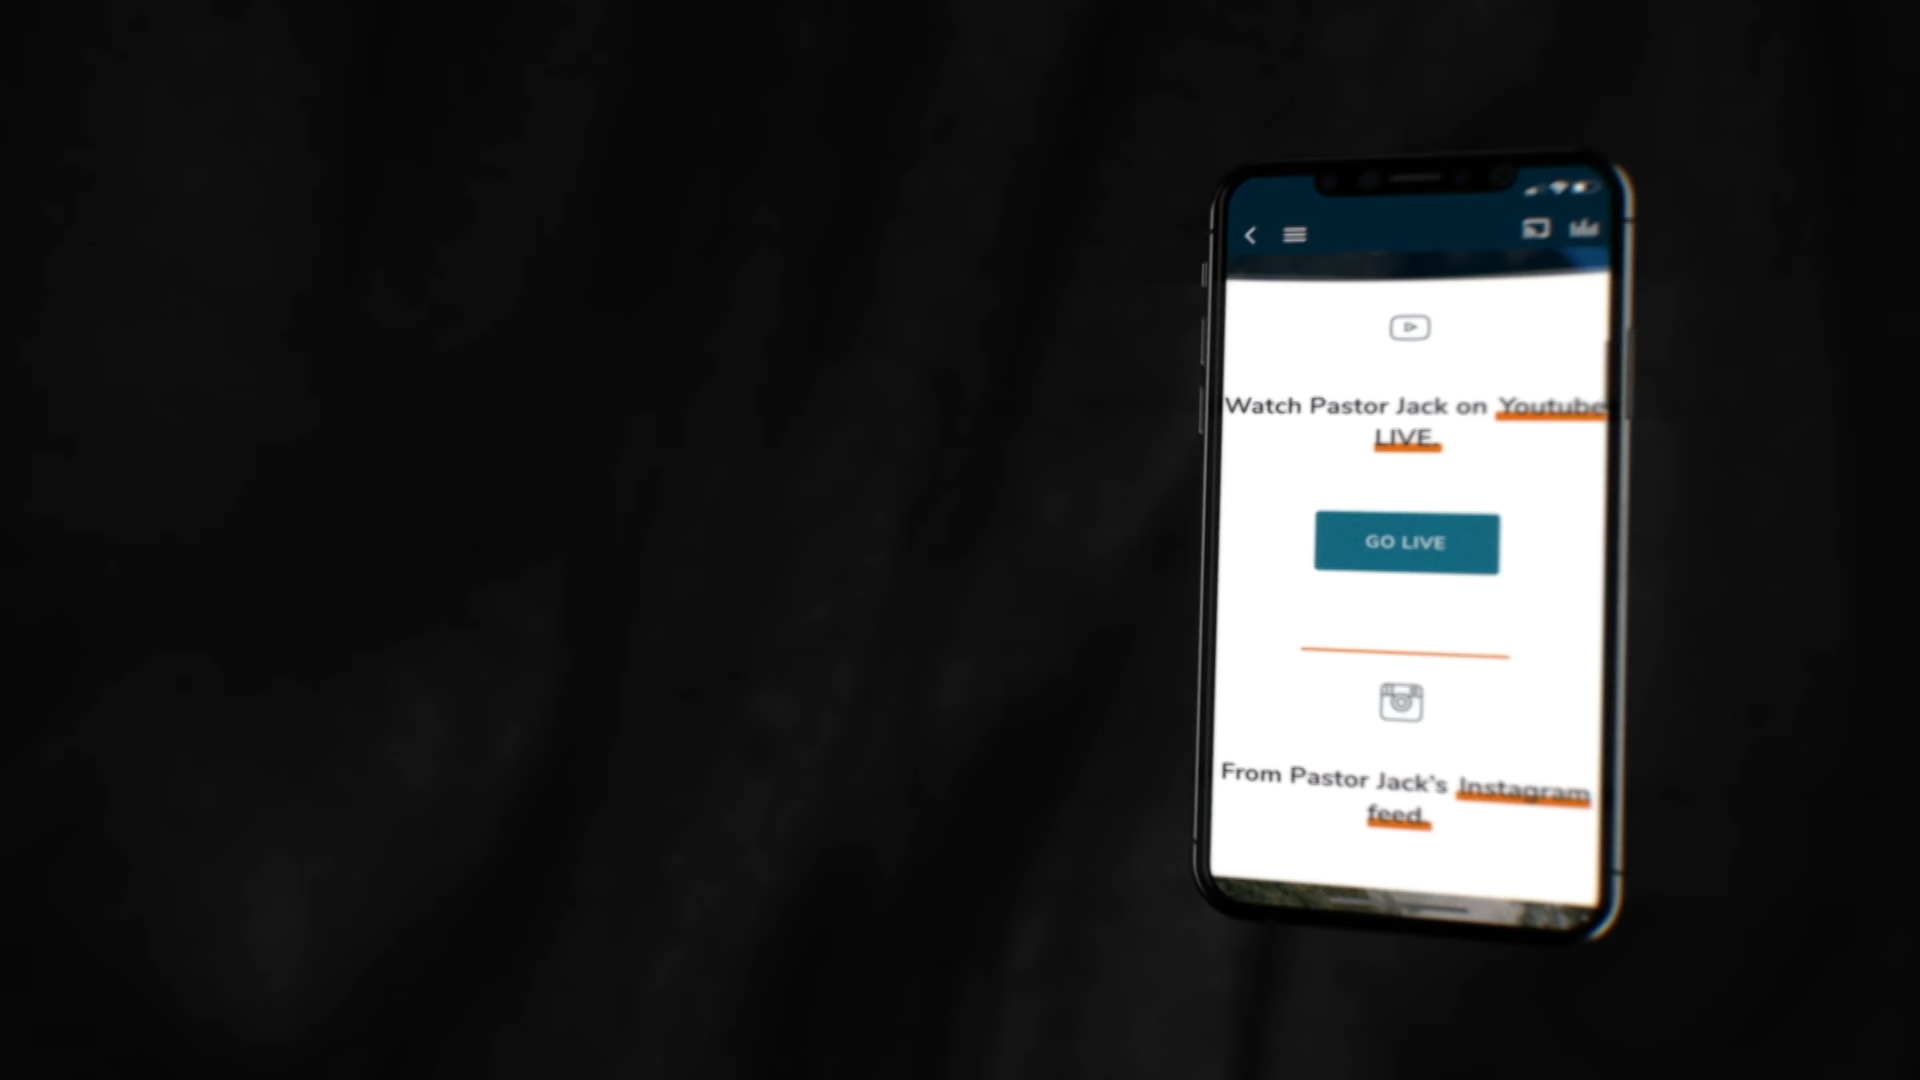 Watch Pastor Jack on Youtube
LIVE.
GO LIVE
From Pastor Jack's Instagram
feed.